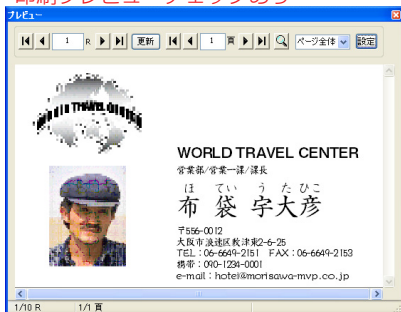 印刷プレビュー チェックあり
プレビュー
1 R 更新 1 頁 ページ全体 設定
WORLD TRAVEL CENTER
WORLD TRAVEL CENTER
営業部/営業一課/課長
ほ てい う た ひこ
布袋宇大彦
〒556-0012
大阪市浪速区敷津東2-6-25
TEL：06-6649-2151 FAX：06-6649-2153
携帯：090-1234-0001
e-mail：hotei@morisawa-mvp.co.jp
1/10 R 1/1 頁